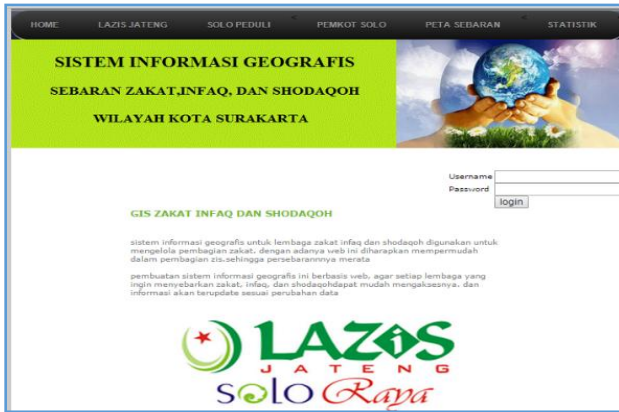 HOME LAZIS JATENG SOLO PEDULI PEMKOT SOLO PETA SEBARAN STATISTIK
SISTEM INFORMASI GEOGRAFIS
SEBARAN ZAKAT,INFAQ, DAN SHODAQOH
WILAYAH KOTA SURAKARTA
Username
Password
login
GIS ZAKAT INFAQ DAN SHODAQOH
sistem informasi geografis untuk lembaga zakat infaq dan shodaqoh digunakan untuk
mengelola pembagian zakat. dengan adanya web ini diharapkan mempermudah
dalam pembagian zis.sehingga persebarannnya merata
pembuatan sistem informasi geografis ini berbasis web, agar setiap lembaga yang
ingin menyebarkan zakat, infaq, dan shodaqohdapat mudah mengaksesnya. dan
informasi akan terupdate sesuai perubahan data
LAZiS
JATENG
Solo Raya